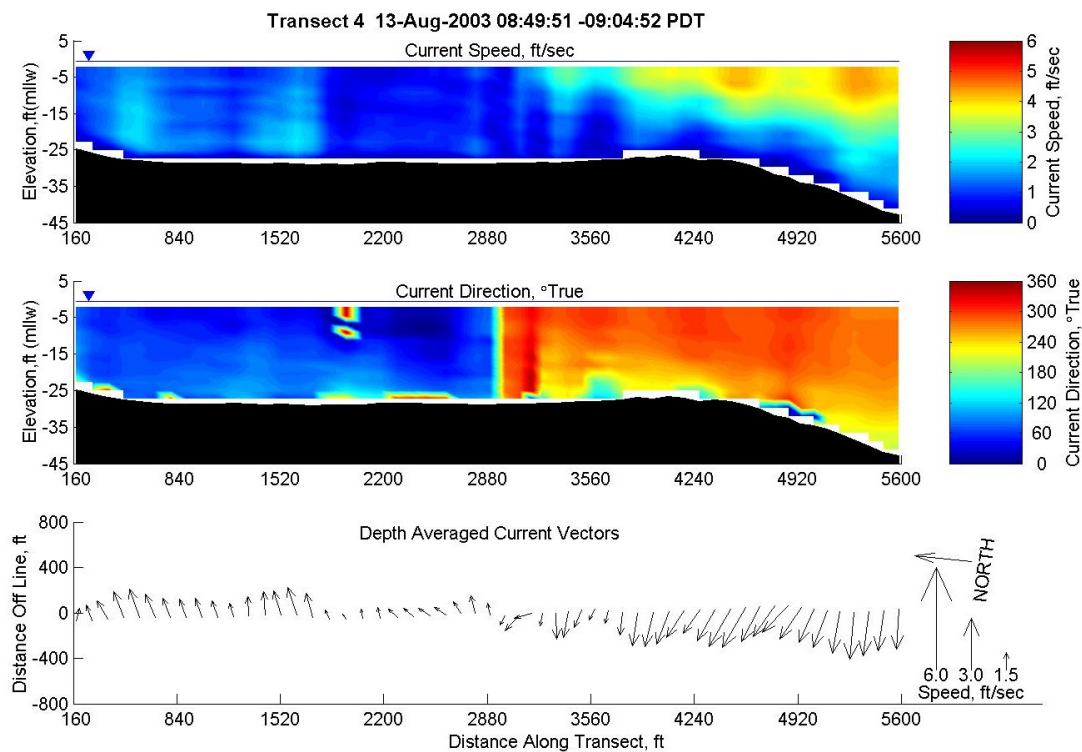 Transect 4 13-Aug-2003 08:49:51 -09:04:52 PDT
Current Speed, ft/sec
Elevation,ft(mllw)
5
-5
-15
-25
-35
-45
160 840 1520 2200 2880 3560 4240 4920 5600
6
5
4
3
2
1
0
Current Speed, ft/sec
Current Direction, °True
Elevation,ft (mllw)
5
-5
-15
-25
-35
-45
160 840 1520 2200 2880 3560 4240 4920 5600
360
300
240
180
120
60
0
Current Direction, °True
Depth Averaged Current Vectors
Distance Off Line, ft
800
400
0
-400
-800
160 840 1520 2200 2880 3560 4240 4920 5600
Distance Along Transect, ft
NORTH
6.0 3.0 1.5
Speed, ft/sec